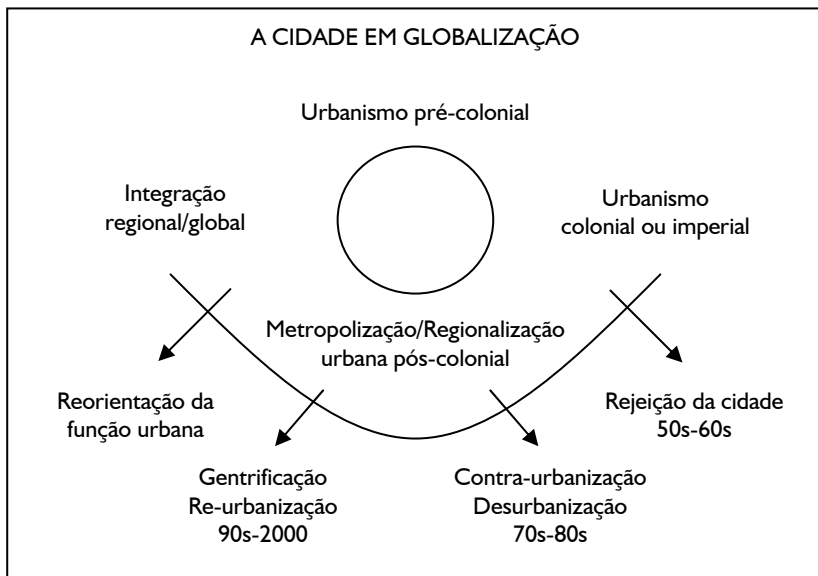 A CIDADE EM GLOBALIZAÇÃO
Urbanismo pré-colonial
Integração
regional/global
Urbanismo
colonial ou imperial
Metropolização/Regionalização
urbana pós-colonial
Reorientação da
função urbana
Rejeição da cidade
50s-60s
Gentrificação
Re-urbanização
90s-2000
Contra-urbanização
Desurbanização
70s-80s